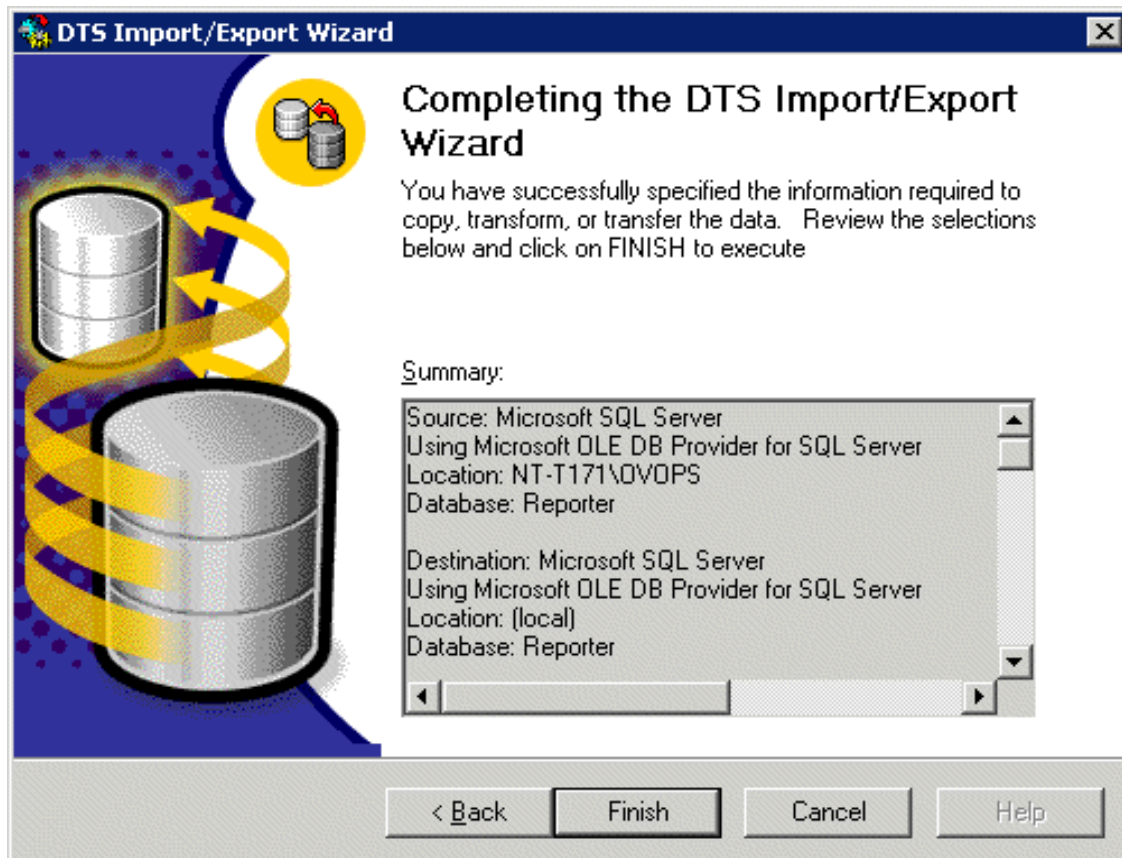 DTS Import/Export Wizard
Completing the DTS Import/Export
Wizard
You have successfully specified the information required to
copy, transform, or transfer the data.   Review the selections
below and click on FINISH to execute
Summary:
Source: Microsoft SQL Server
Using Microsoft OLE DB Provider for SQL Server
Location: NT-T171\OVOPS
Database: Reporter

Destination: Microsoft SQL Server
Using Microsoft OLE DB Provider for SQL Server
Location: (local)
Database: Reporter
< Back
Finish
Cancel
Help